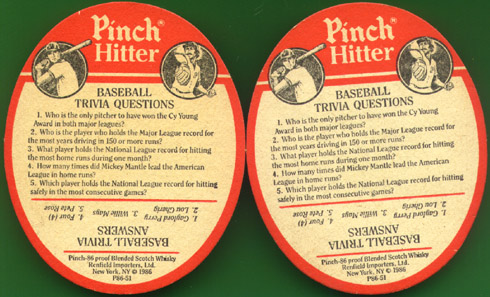 Pinch®
Hitter
BASEBALL
TRIVIA QUESTIONS
1. Who is the only pitcher to have won the Cy Young
Award in both major leagues?
2. Who is the player who holds the Major League record for
the most years driving in 150 or more runs?
3. What player holds the National League record for hitting
the most home runs during one month?
4. How many times did Mickey Mantle lead the American
League in home runs?
5. Which player holds the National League record for hitting
safely in the most consecutive games?
BASEBALL TRIVIA
ANSWERS
1. Gaylord Perry 3. Willie Mays 4. Four (4)
2. Lou Gehrig 5. Pete Rose
Pinch-86 proof Blended Scotch Whisky
Renfield Importers, Ltd.
New York, NY © 1986
P86-51
Pinch®
Hitter
BASEBALL
TRIVIA QUESTIONS
1. Who is the only pitcher to have won the Cy Young
Award in both major leagues?
2. Who is the player who holds the Major League record for
the most years driving in 150 or more runs?
3. What player holds the National League record for hitting
the most home runs during one month?
4. How many times did Mickey Mantle lead the American
League in home runs?
5. Which player holds the National League record for hitting
safely in the most consecutive games?
BASEBALL TRIVIA
ANSWERS
1. Gaylord Perry 3. Willie Mays 4. Four (4)
2. Lou Gehrig 5. Pete Rose
Pinch-86 proof Blended Scotch Whisky
Renfield Importers, Ltd.
New York, NY © 1986
P86-51